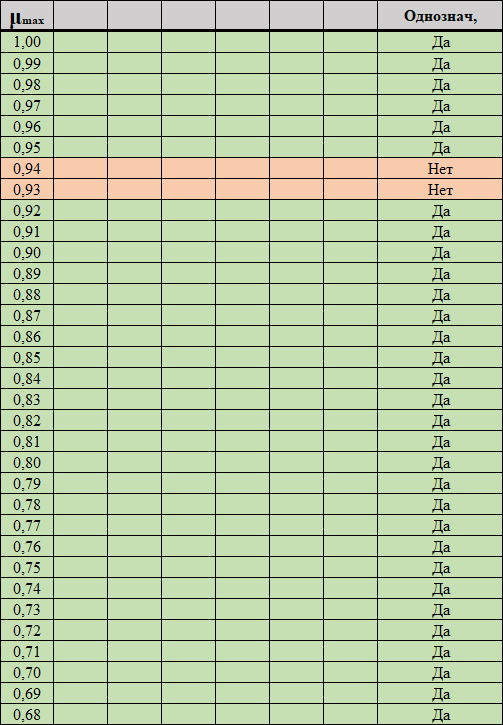 μmax Однознач,
1,00 Да
0,99 Да
0,98 Да
0,97 Да
0,96 Да
0,95 Да
0,94 Нет
0,93 Нет
0,92 Да
0,91 Да
0,90 Да
0,89 Да
0,88 Да
0,87 Да
0,86 Да
0,85 Да
0,84 Да
0,83 Да
0,82 Да
0,81 Да
0,80 Да
0,79 Да
0,78 Да
0,77 Да
0,76 Да
0,75 Да
0,74 Да
0,73 Да
0,72 Да
0,71 Да
0,70 Да
0,69 Да
0,68 Да